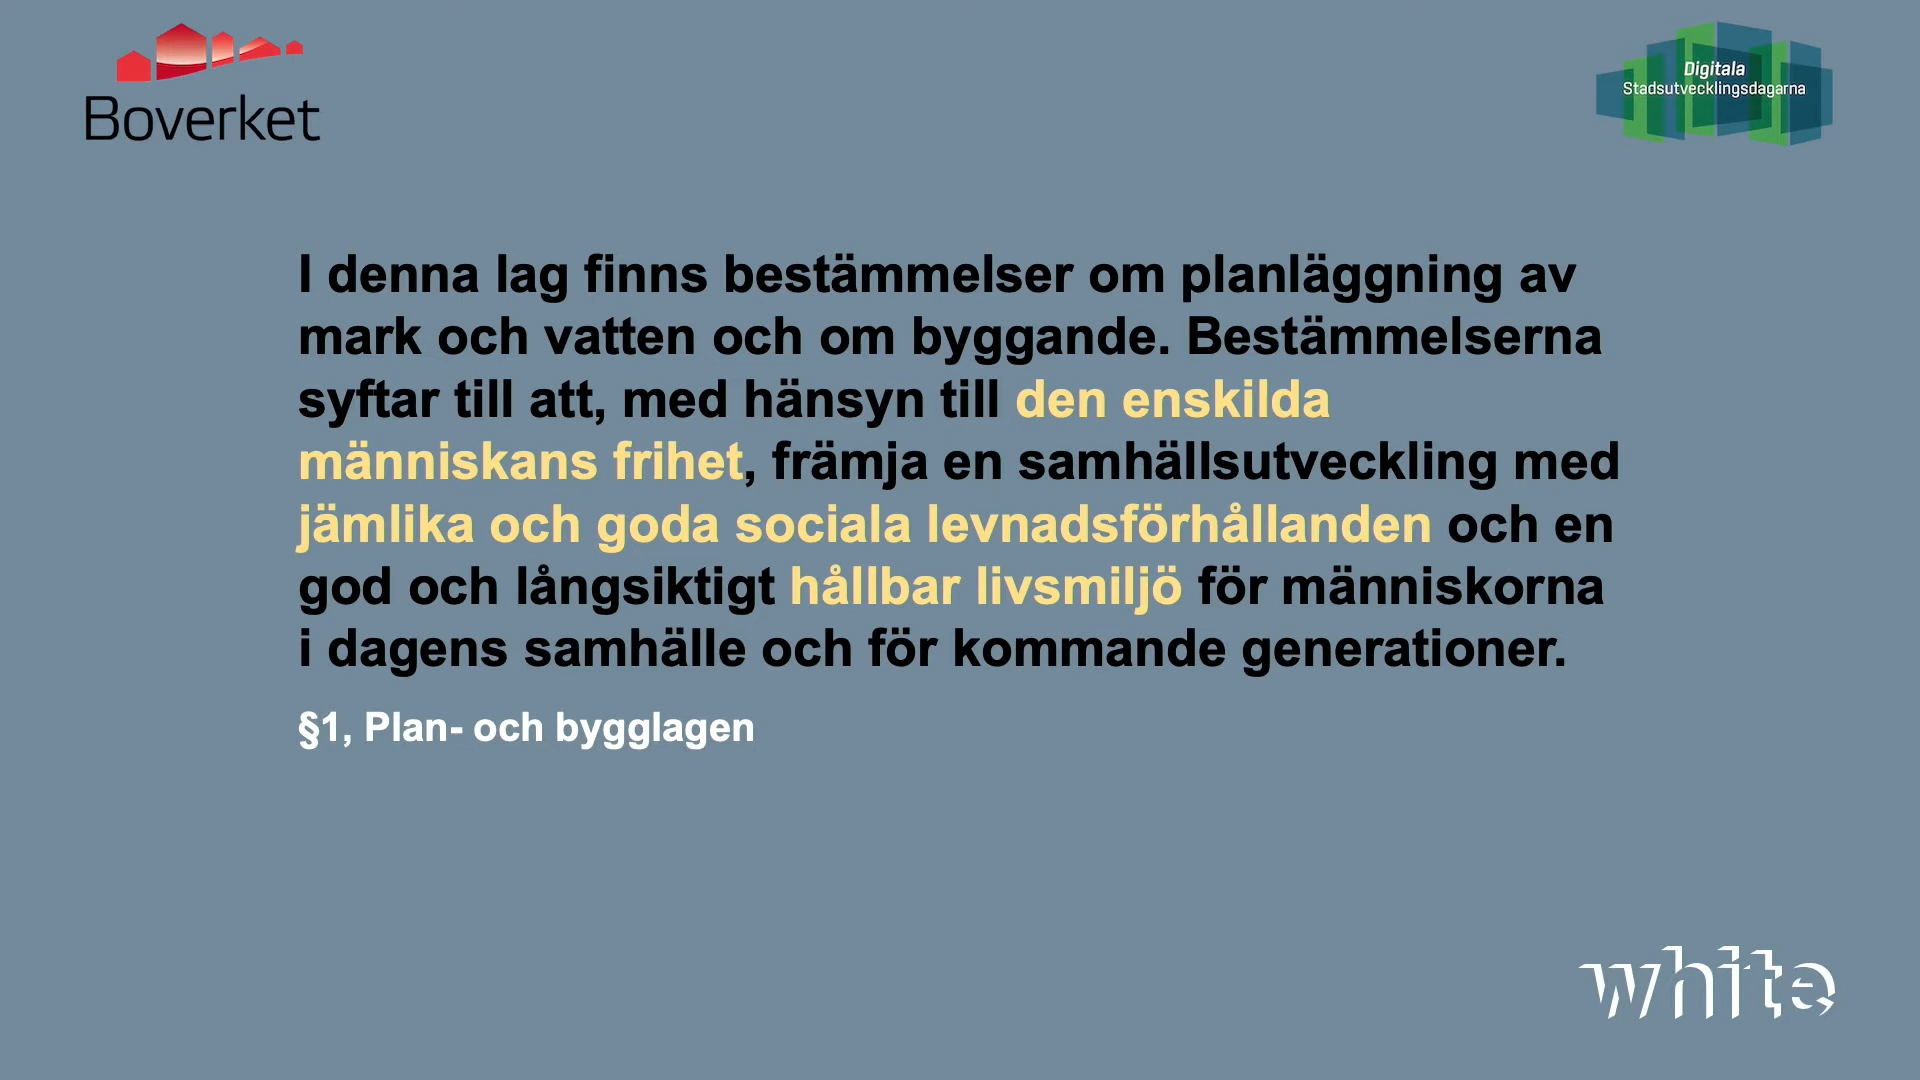 Boverket
Digitala
Stadsutvecklingsdagarna
I denna lag finns bestämmelser om planläggning av
mark och vatten och om byggande. Bestämmelserna
syftar till att, med hänsyn till den enskilda
människans frihet, främja en samhällsutveckling med
jämlika och goda sociala levnadsförhållanden och en
god och långsiktigt hållbar livsmiljö för människorna
i dagens samhälle och för kommande generationer.
§1, Plan- och bygglagen
white